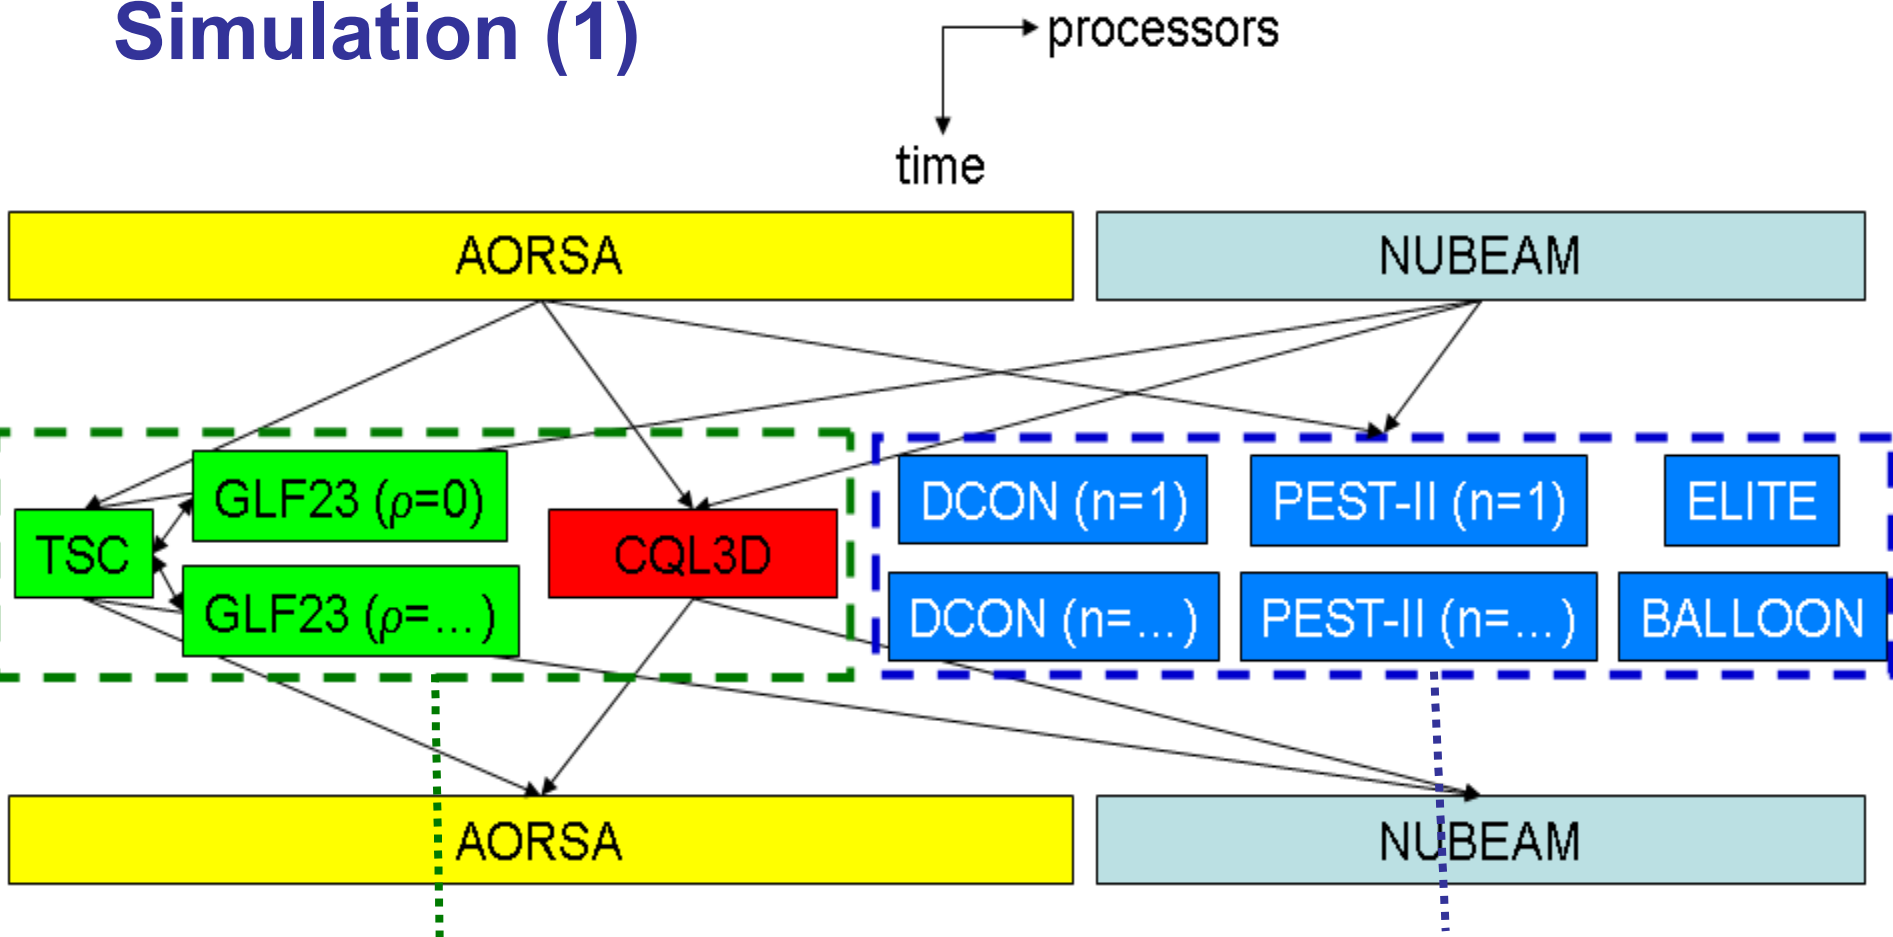 Simulation (1)
processors
time
AORSA
NUBEAM
GLF23 (ρ=0)
DCON (n=1)
PEST-II (n=1)
ELITE
TSC
CQL3D
GLF23 (ρ=...)
DCON (n=...)
PEST-II (n=...)
BALLOON
AORSA
NUBEAM